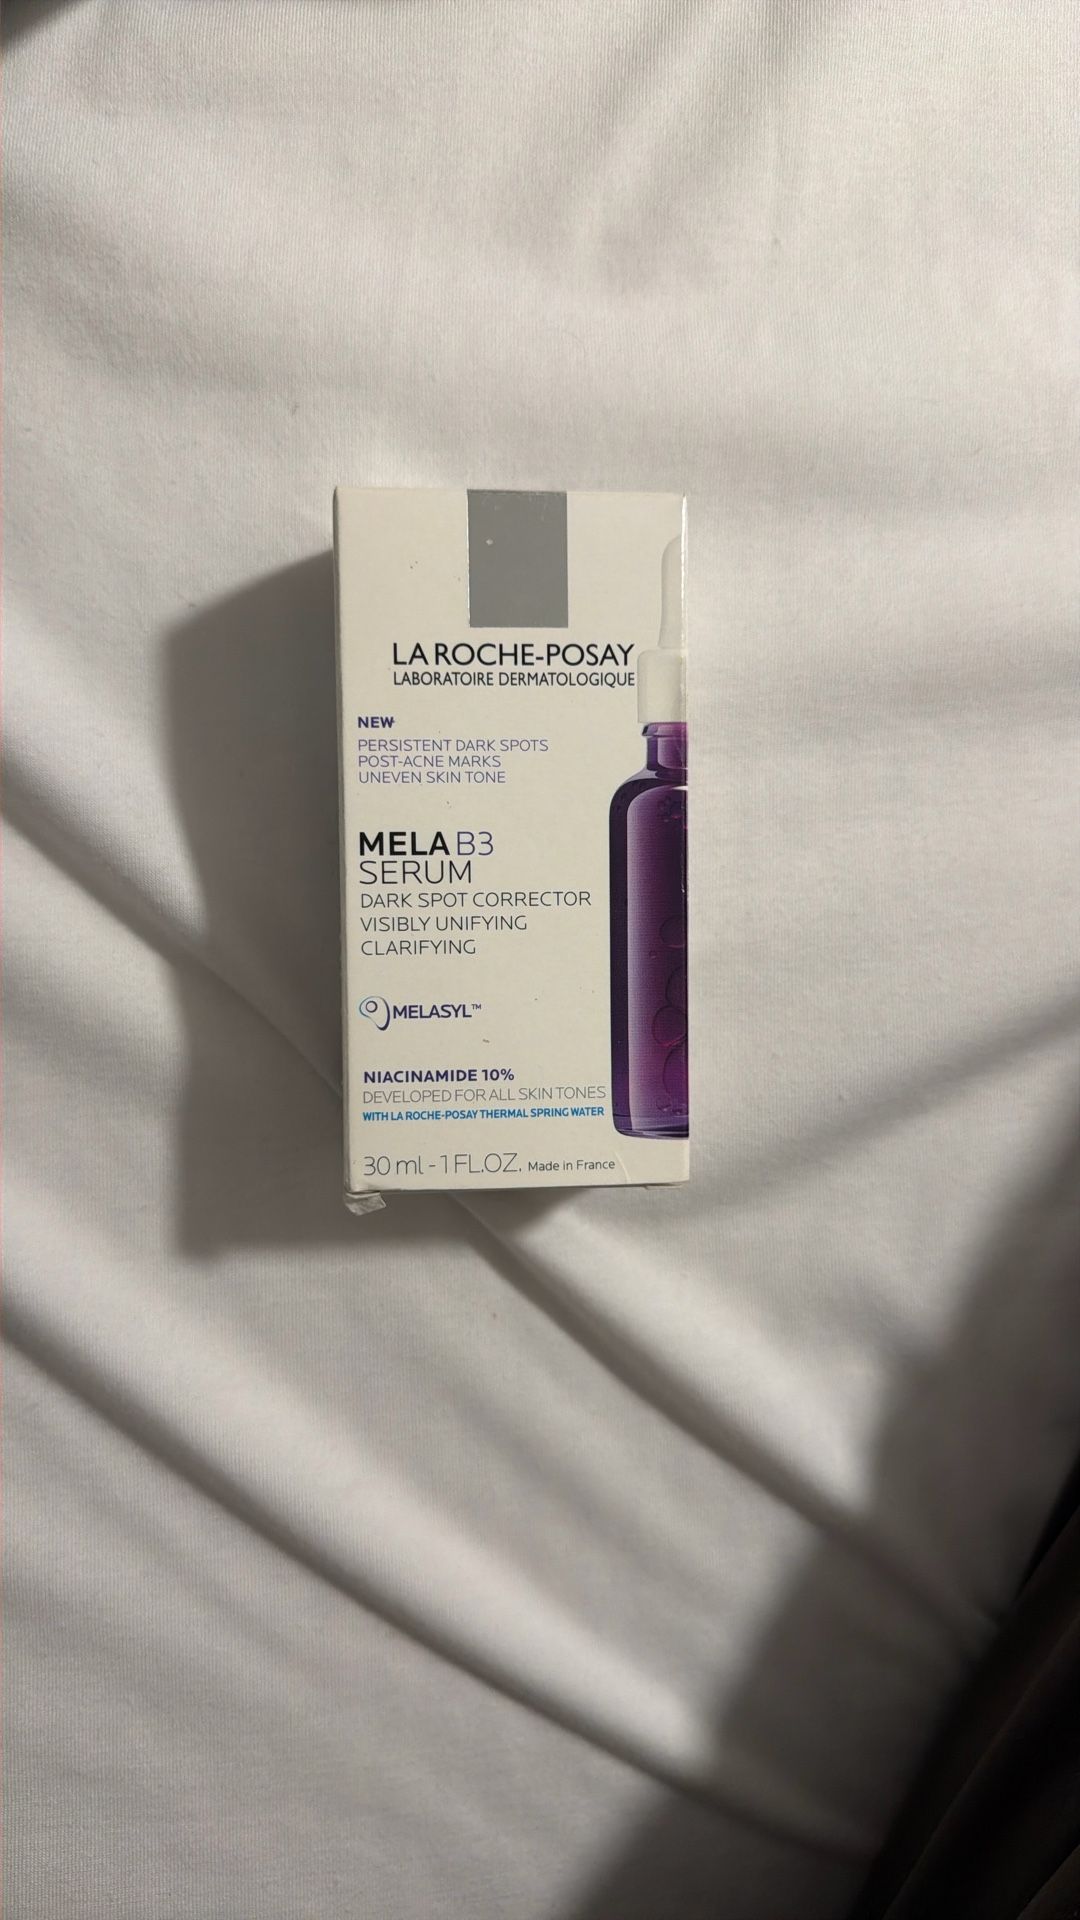 LA ROCHE-POSAY
LABORATOIRE DERMATOLOGIQUE
NEW
PERSISTENT DARK SPOTS
POST-ACNE MARKS
UNEVEN SKIN TONE
MELA B3
SERUM
DARK SPOT CORRECTOR
VISIBLY UNIFYING
CLARIFYING
MELASYL™
NIACINAMIDE 10%
DEVELOPED FOR ALL SKIN TONES
WITH LA ROCHE-POSAY THERMAL SPRING WATER
30 ml - 1 FL.OZ. Made in France